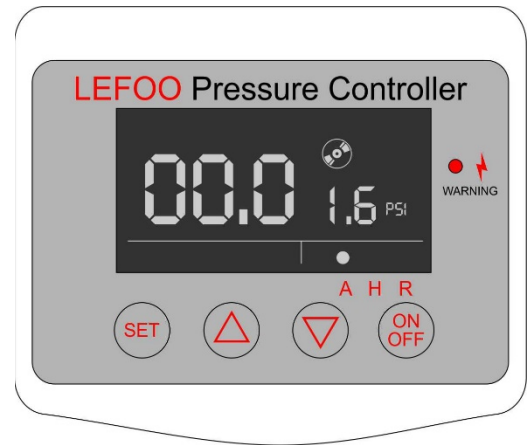 LEFOO Pressure Controller
00.0
1.6 PSI
WARNING
A H R
SET
ON
OFF